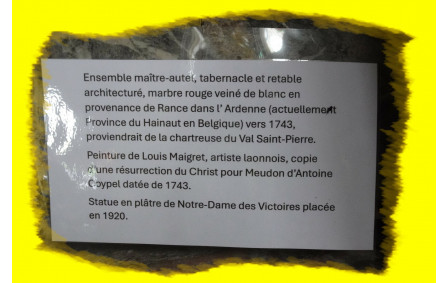 Ensemble maître-autel, tabernacle et retable
architecturé, marbre rouge veiné de blanc en
provenance de Rance dans l' Ardenne (actuellement
Province du Hainaut en Belgique) vers 1743,
proviendrait de la chartreuse du Val Saint-Pierre.
Peinture de Louis Maigret, artiste laonnois, copie
d'une résurrection du Christ pour Meudon d'Antoine
Coypel datée de 1743.
Statue en plâtre de Notre-Dame des Victoires placée
en 1920.